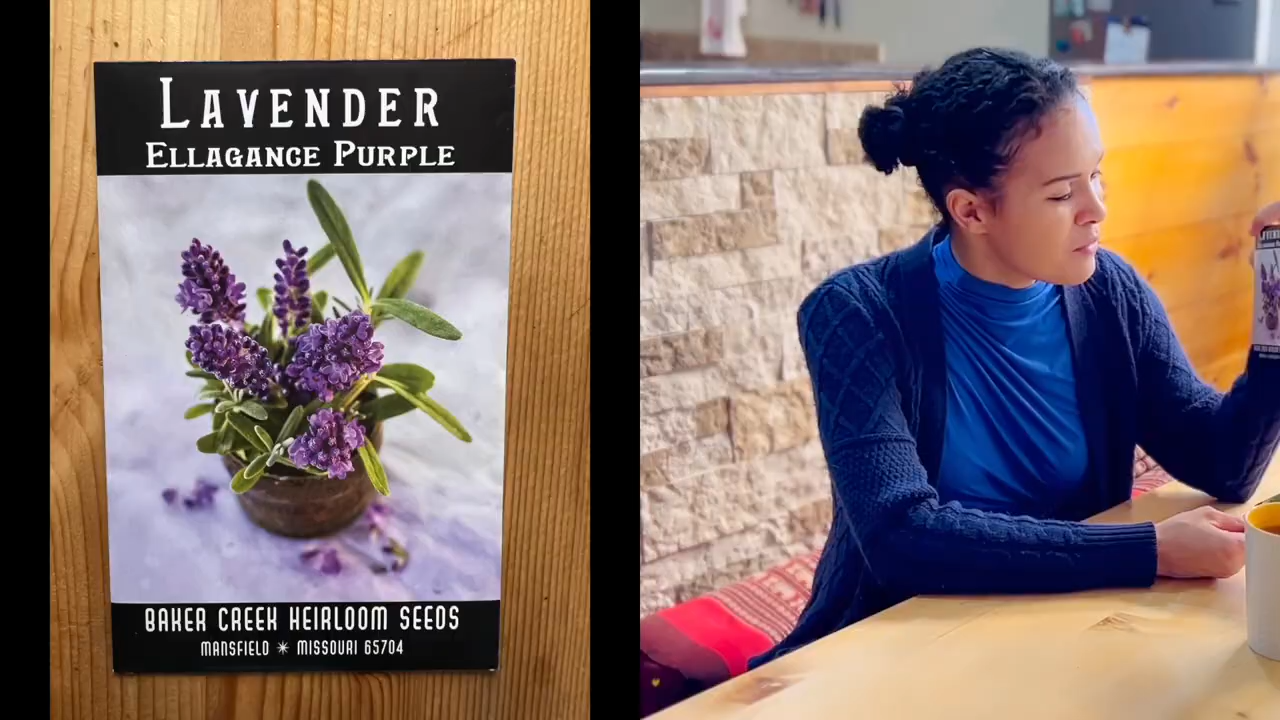 LAVENDER
ELLAGANCE PURPLE
BAKER CREEK HEIRLOOM SEEDS
MANSFIELD ✴ MISSOURI 65704